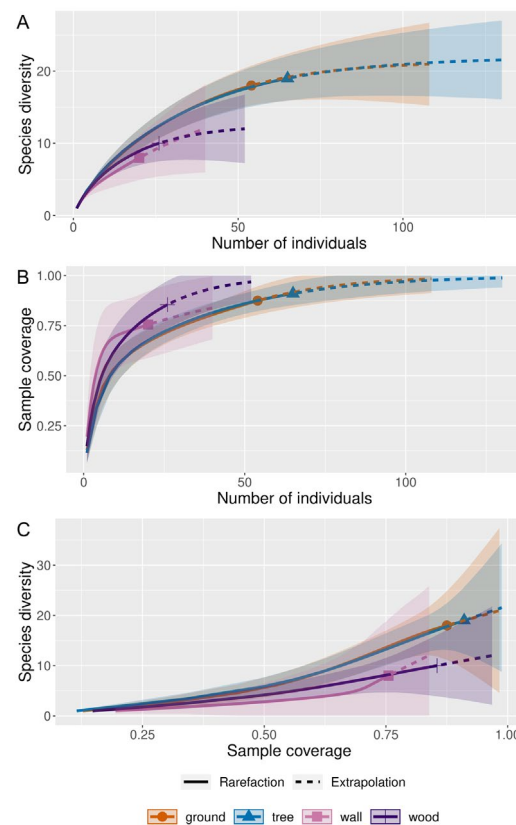 A
Species diversity
20
10
0
0
50
100
Number of individuals
B
Sample coverage
1.00
0.75
0.50
0.25
0
50
100
Number of individuals
C
Species diversity
30
20
10
0
0.25
0.50
0.75
1.00
Sample coverage
Rarefaction Extrapolation
ground tree wall wood